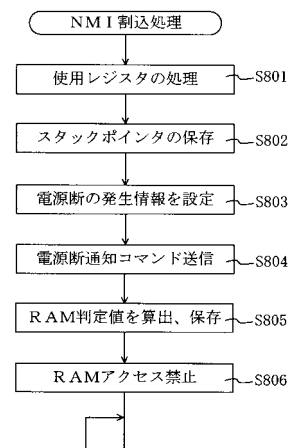 NMI割込処理
使用レジスタの処理 S801
スタックポインタの保存 S802
電源断の発生情報を設定 S803
電源断通知コマンド送信 S804
RAM判定値を算出、保存 S805
RAMアクセス禁止 S806